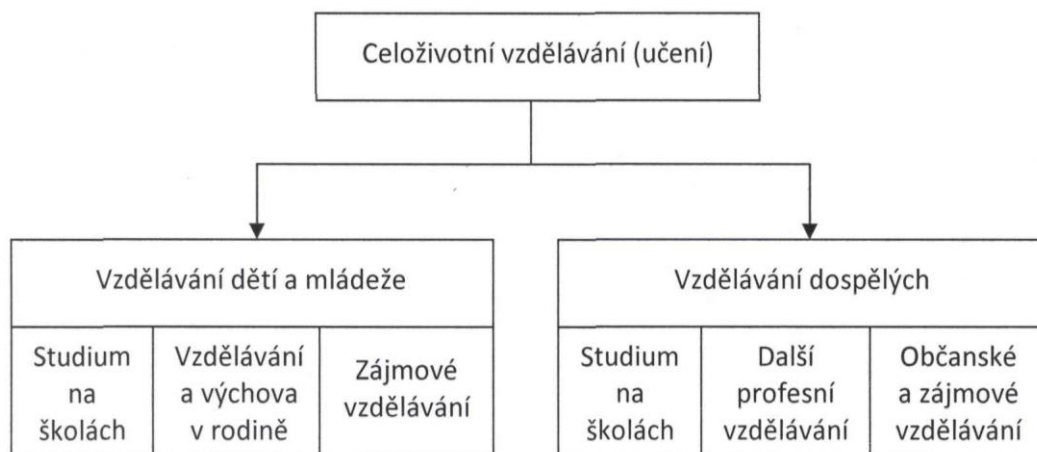 Celoživotní vzdělávání (učení)
Vzdělávání dětí a mládeže
Studium
na
školách
Vzdělávání
a výchova
v rodině
Zájmové
vzdělávání
Vzdělávání dospělých
Studium
na
školách
Další
profesní
vzdělávání
Občanské
a zájmové
vzdělávání